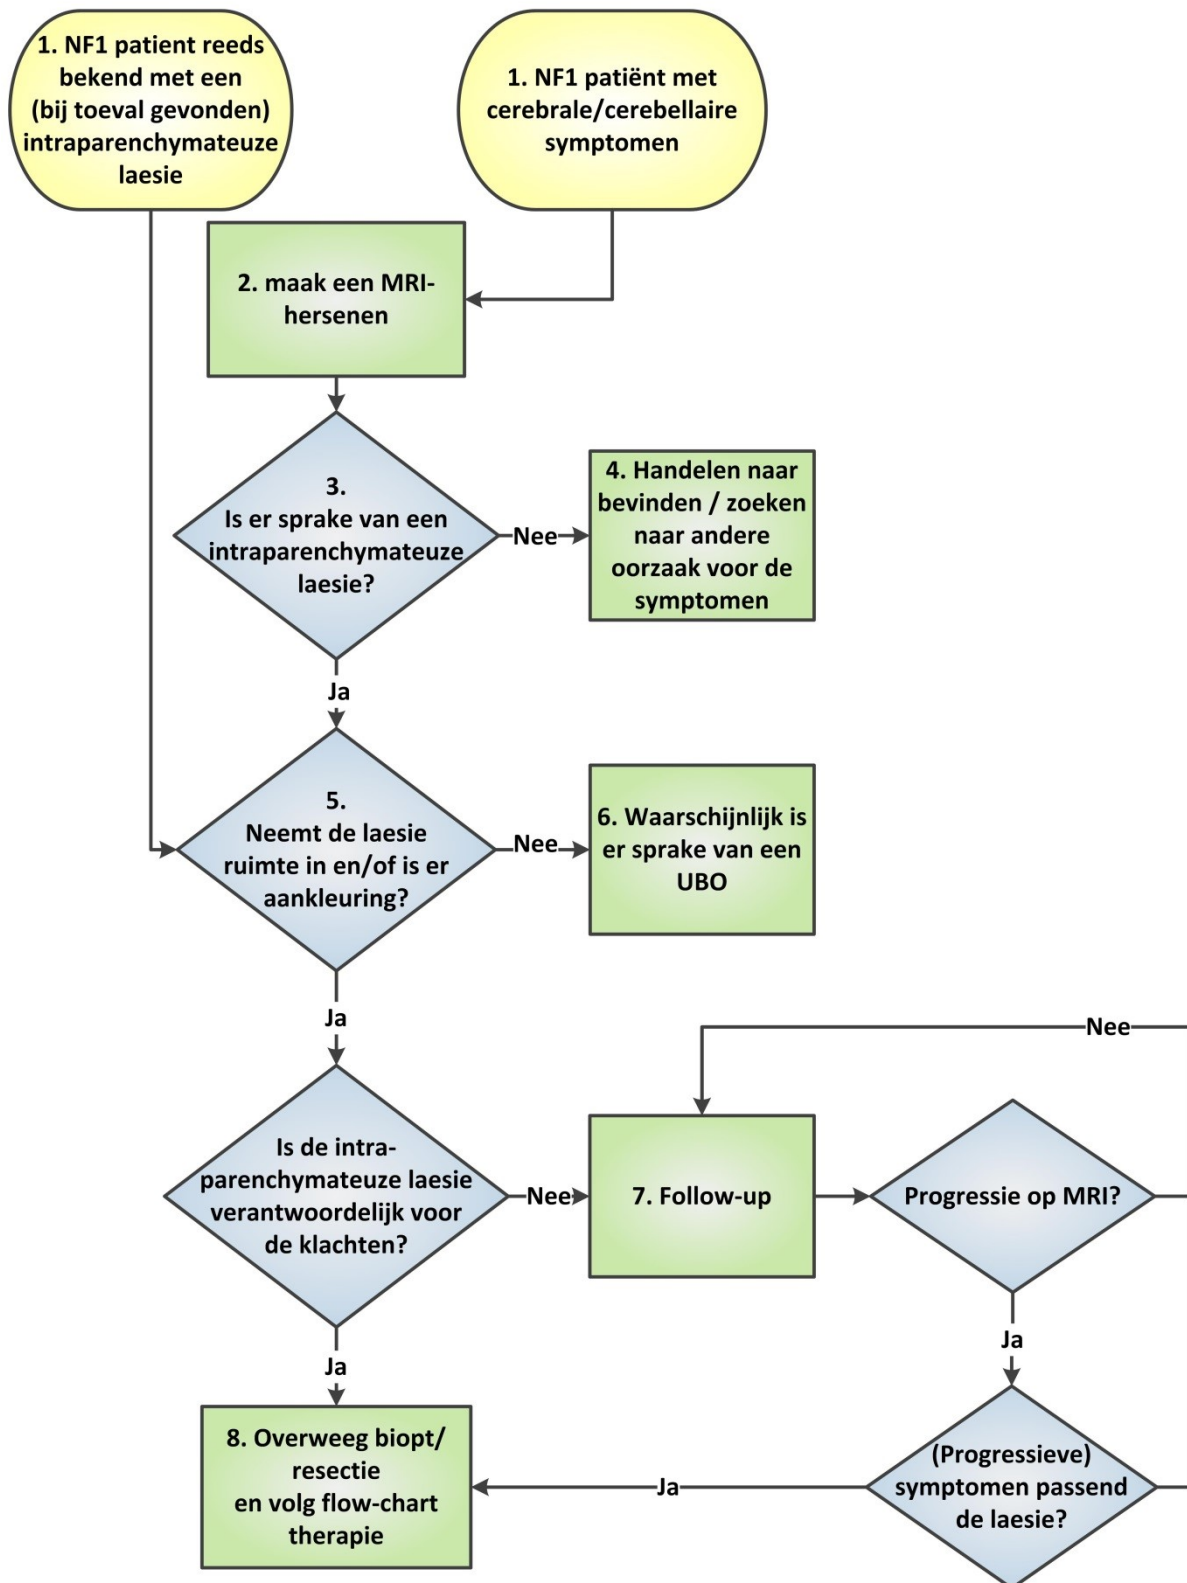 1. NF1 patient reeds
bekend met een
(bij toeval gevonden)
intraparenchymateuze
laesie
1. NF1 patiënt met
cerebrale/cerebellaire
symptomen
2. maak een MRI-
hersenen
3.
Is er sprake van een
intraparenchymateuze
laesie?
Nee
4. Handelen naar
bevinden / zoeken
naar andere
oorzaak voor de
symptomen
Ja
5.
Neemt de laesie
ruimte in en/of is er
aankleuring?
Nee
6. Waarschijnlijk is
er sprake van een
UBO
Ja
Nee
Is de intra-
parenchymateuze laesie
verantwoordelijk voor
de klachten?
Nee
7. Follow-up
Progressie op MRI?
Ja
Ja
8. Overweeg biopt/
resectie
en volg flow-chart
therapie
Ja
(Progressieve)
symptomen passend
de laesie?